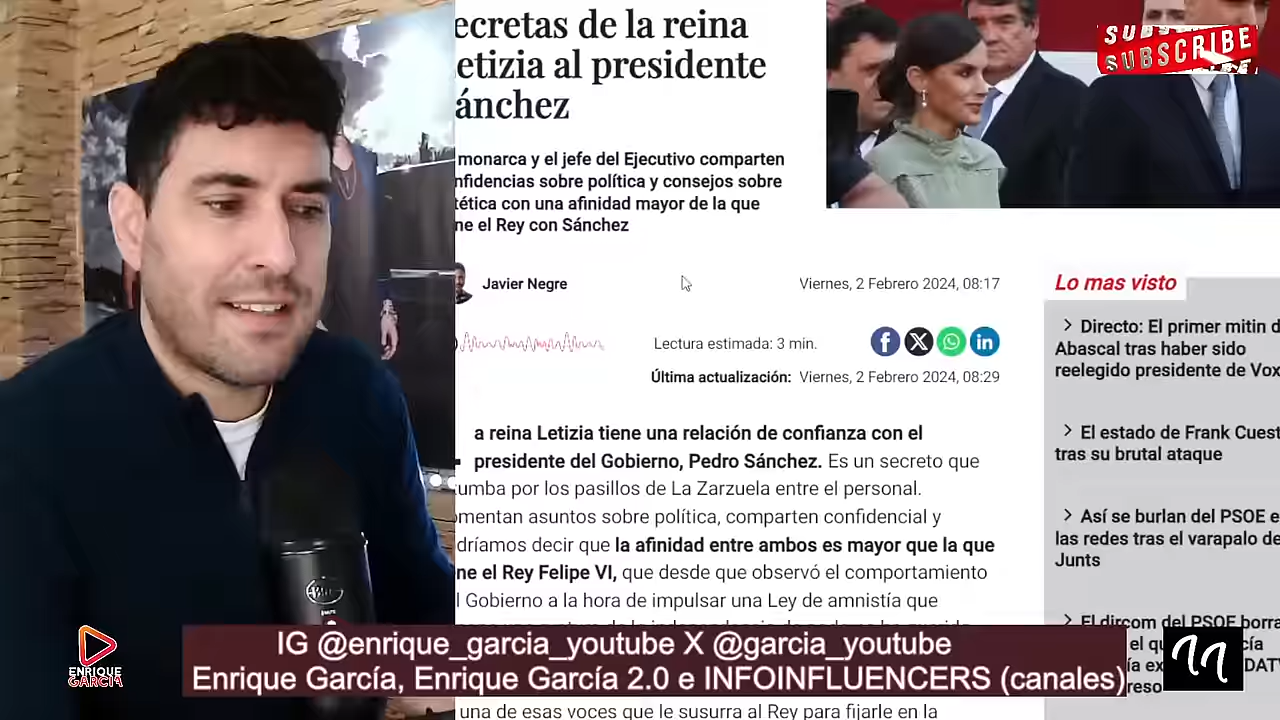 ecretas de la reina
etizia al presidente
ánchez
monarca y el jefe del Ejecutivo comparten
nfidencias sobre política y consejos sobre
tética con una afinidad mayor de la que
ne el Rey con Sánchez
Javier Negre
Viernes, 2 Febrero 2024, 08:17
Lectura estimada: 3 min.
Última actualización: Viernes, 2 Febrero 2024, 08:29
a reina Letizia tiene una relación de confianza con el
presidente del Gobierno, Pedro Sánchez. Es un secreto que
umba por los pasillos de La Zarzuela entre el personal.
omentan asuntos sobre política, comparten confidencial y
dríamos decir que la afinidad entre ambos es mayor que la que
ne el Rey Felipe VI, que desde que observó el comportamiento
l Gobierno a la hora de impulsar una Ley de amnistía que
una de esas voces que le susurra al Rey para fijarle en la
SUBSCRIBE
Lo mas visto
Directo: El primer mitin d
Abascal tras haber sido
reelegido presidente de Vox
El estado de Frank Cuest
tras su brutal ataque
Así se burlan del PSOE e
las redes tras el varapalo de
Junts
El dircom del PSOE borra
IG @enrique_garcia_youtube X @garcia_youtube
Enrique García, Enrique García 2.0 e INFOINFLUENCERS (canales)
ENRIQUE
GARCÍA